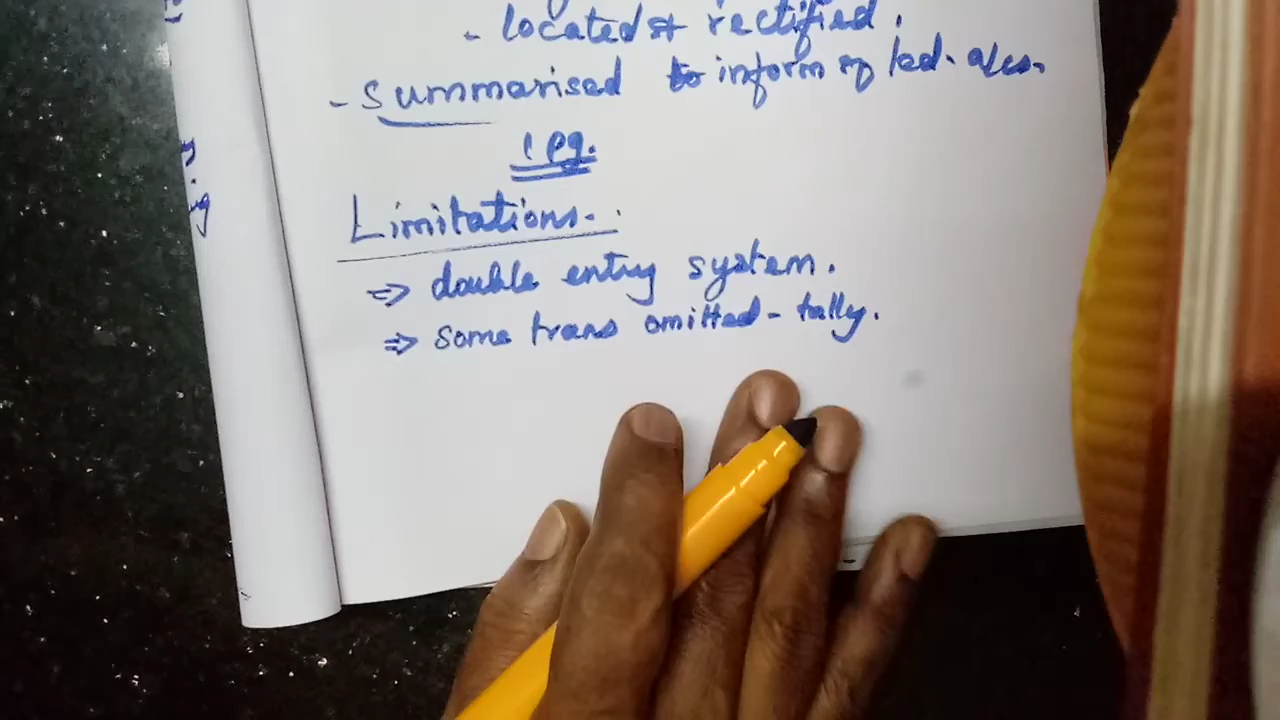 - located & rectified.
- Summarised to inform of led. a/cs.
1 pg.
Limitations.
⇒ double entry system.
⇒ some trans omitted - tally.